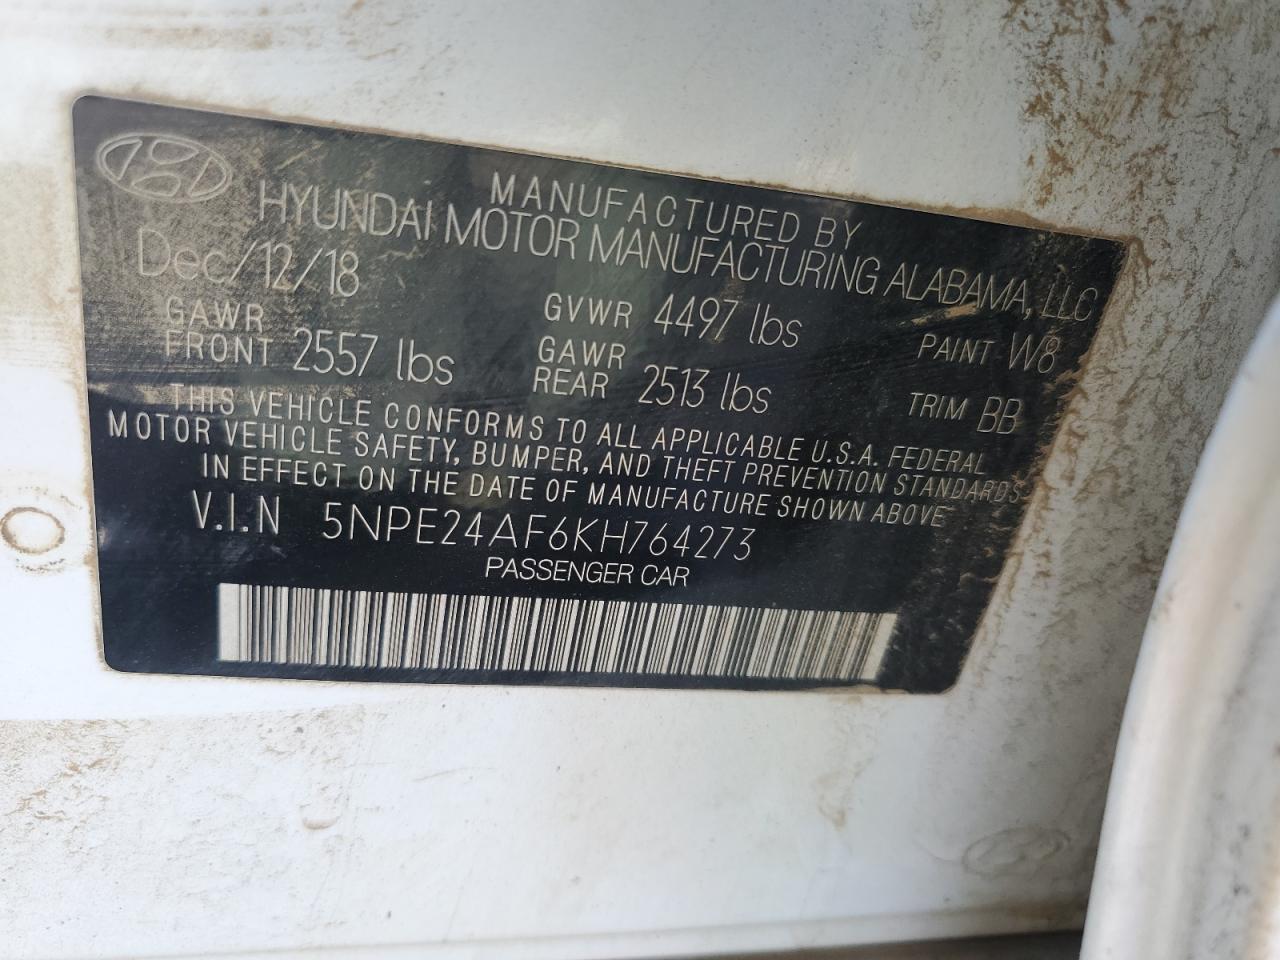 MANUFACTURED BY
HYUNDAI MOTOR MANUFACTURING ALABAMA, LLC
Dec/12/18
GVWR 4497 lbs
PAINT W8
GAWR FRONT 2557 lbs
GAWR REAR 2513 lbs
TRIM BB
THIS VEHICLE CONFORMS TO ALL APPLICABLE U.S.A. FEDERAL
MOTOR VEHICLE SAFETY, BUMPER, AND THEFT PREVENTION STANDARDS
IN EFFECT ON THE DATE OF MANUFACTURE SHOWN ABOVE
V.I.N 5NPE24AF6KH764273
PASSENGER CAR